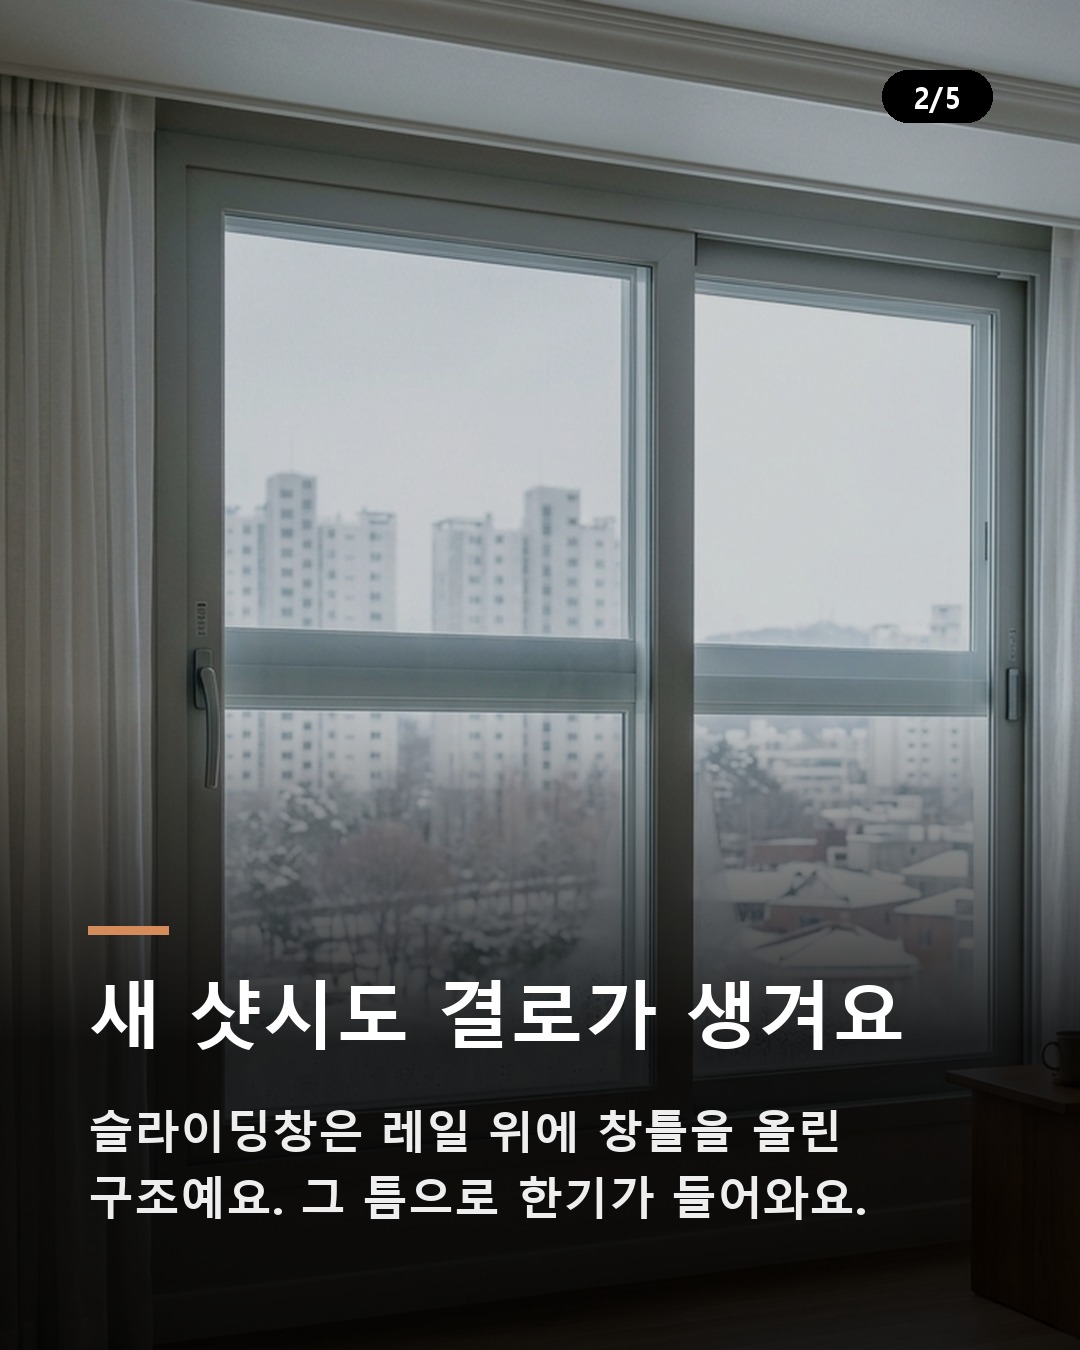 2/5
새 샷시도 결로가 생겨요
슬라이딩창은 레일 위에 창틀을 올린
구조예요. 그 틈으로 한기가 들어와요.